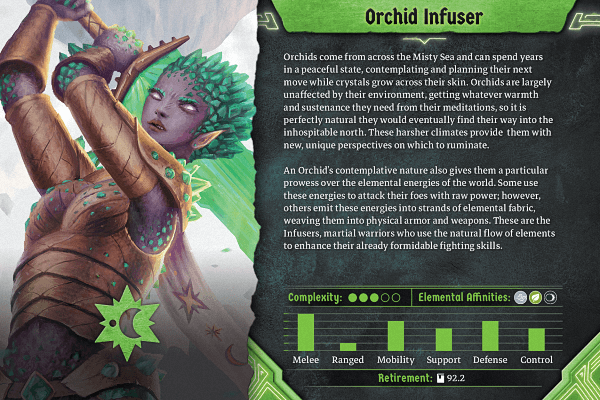 Orchid Infuser
Orchids come from across the Misty Sea and can spend years
in a peaceful state, contemplating and planning their next
move while crystals grow across their skin. Orchids are largely
unaffected by their environment, getting whatever warmth
and sustenance they need from their meditations, so it is
perfectly natural they would eventually find their way into the
inhospitable north. These harsher climates provide them with
new, unique perspectives on which to ruminate.
An Orchid's contemplative nature also gives them a particular
prowess over the elemental energies of the world. Some use
these energies to attack their foes with raw power; however,
others emit these energies into strands of elemental fabric,
weaving them into physical armor and weapons. These are the
Infusers, martial warriors who use the natural flow of elements
to enhance their already formidable fighting skills.
Complexity: Elemental Affinities:
Melee Ranged Mobility Support Defense Control
Retirement: 92.2